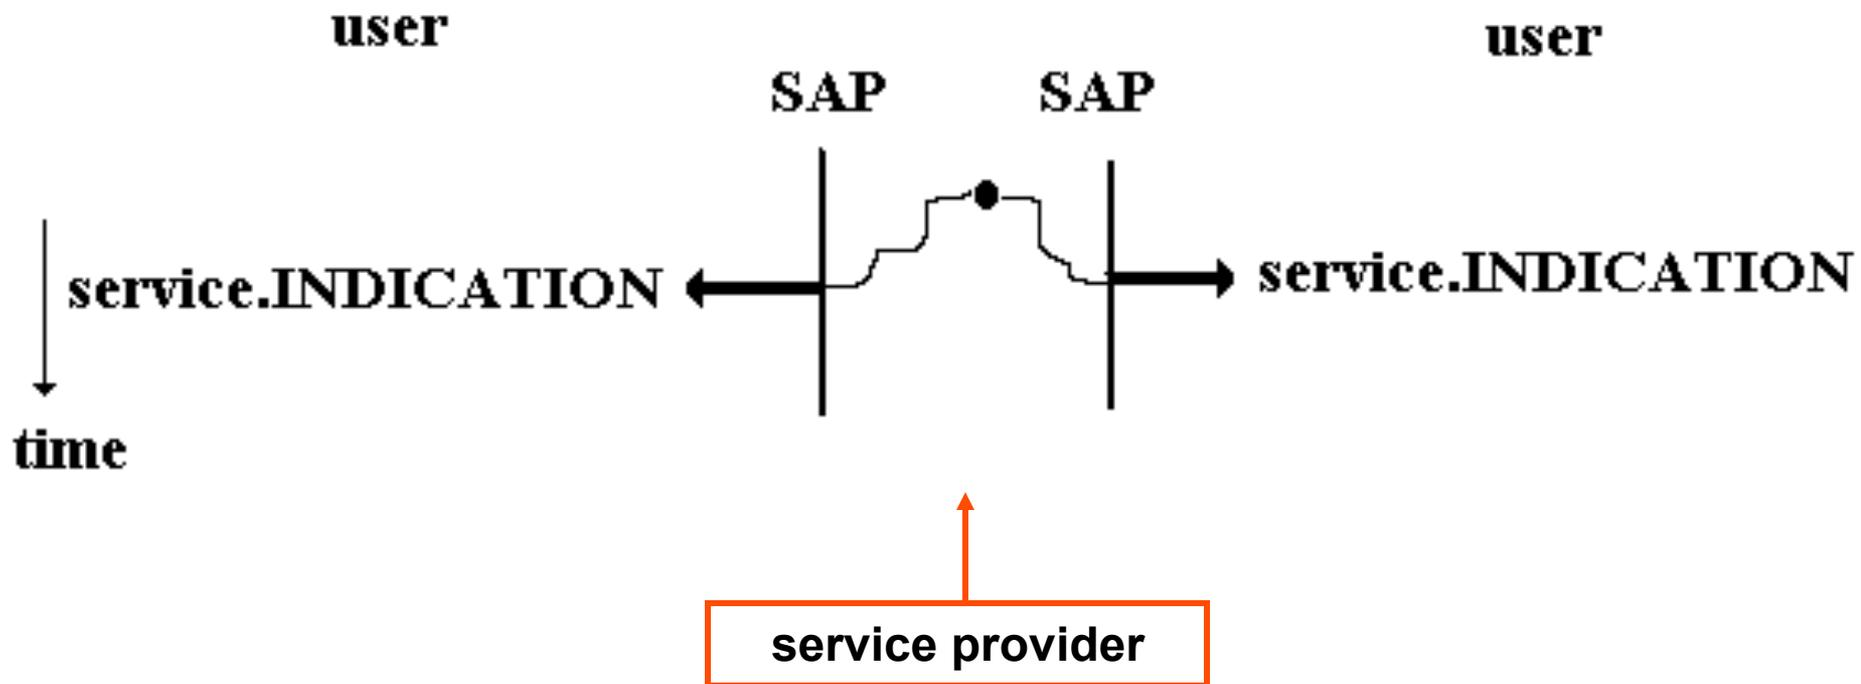 user
user
SAP
SAP
service.INDICATION
service.INDICATION
time
service provider